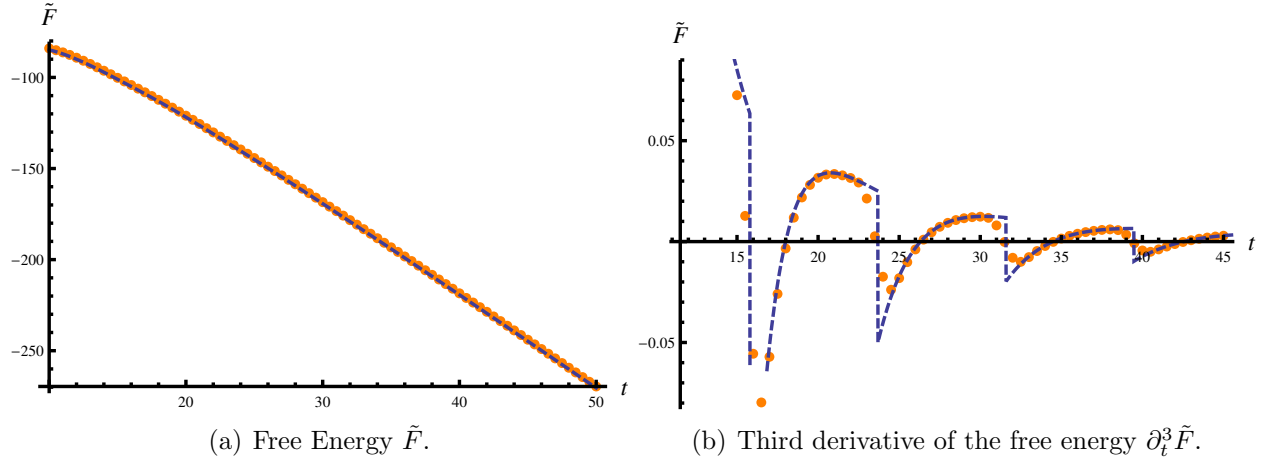 F̃
−100
−150
−200
−250
20
30
40
50
t
(a) Free Energy F̃.
F̃
0.05
−0.05
15
20
25
30
35
40
45
t
(b) Third derivative of the free energy ∂³ₜF̃.